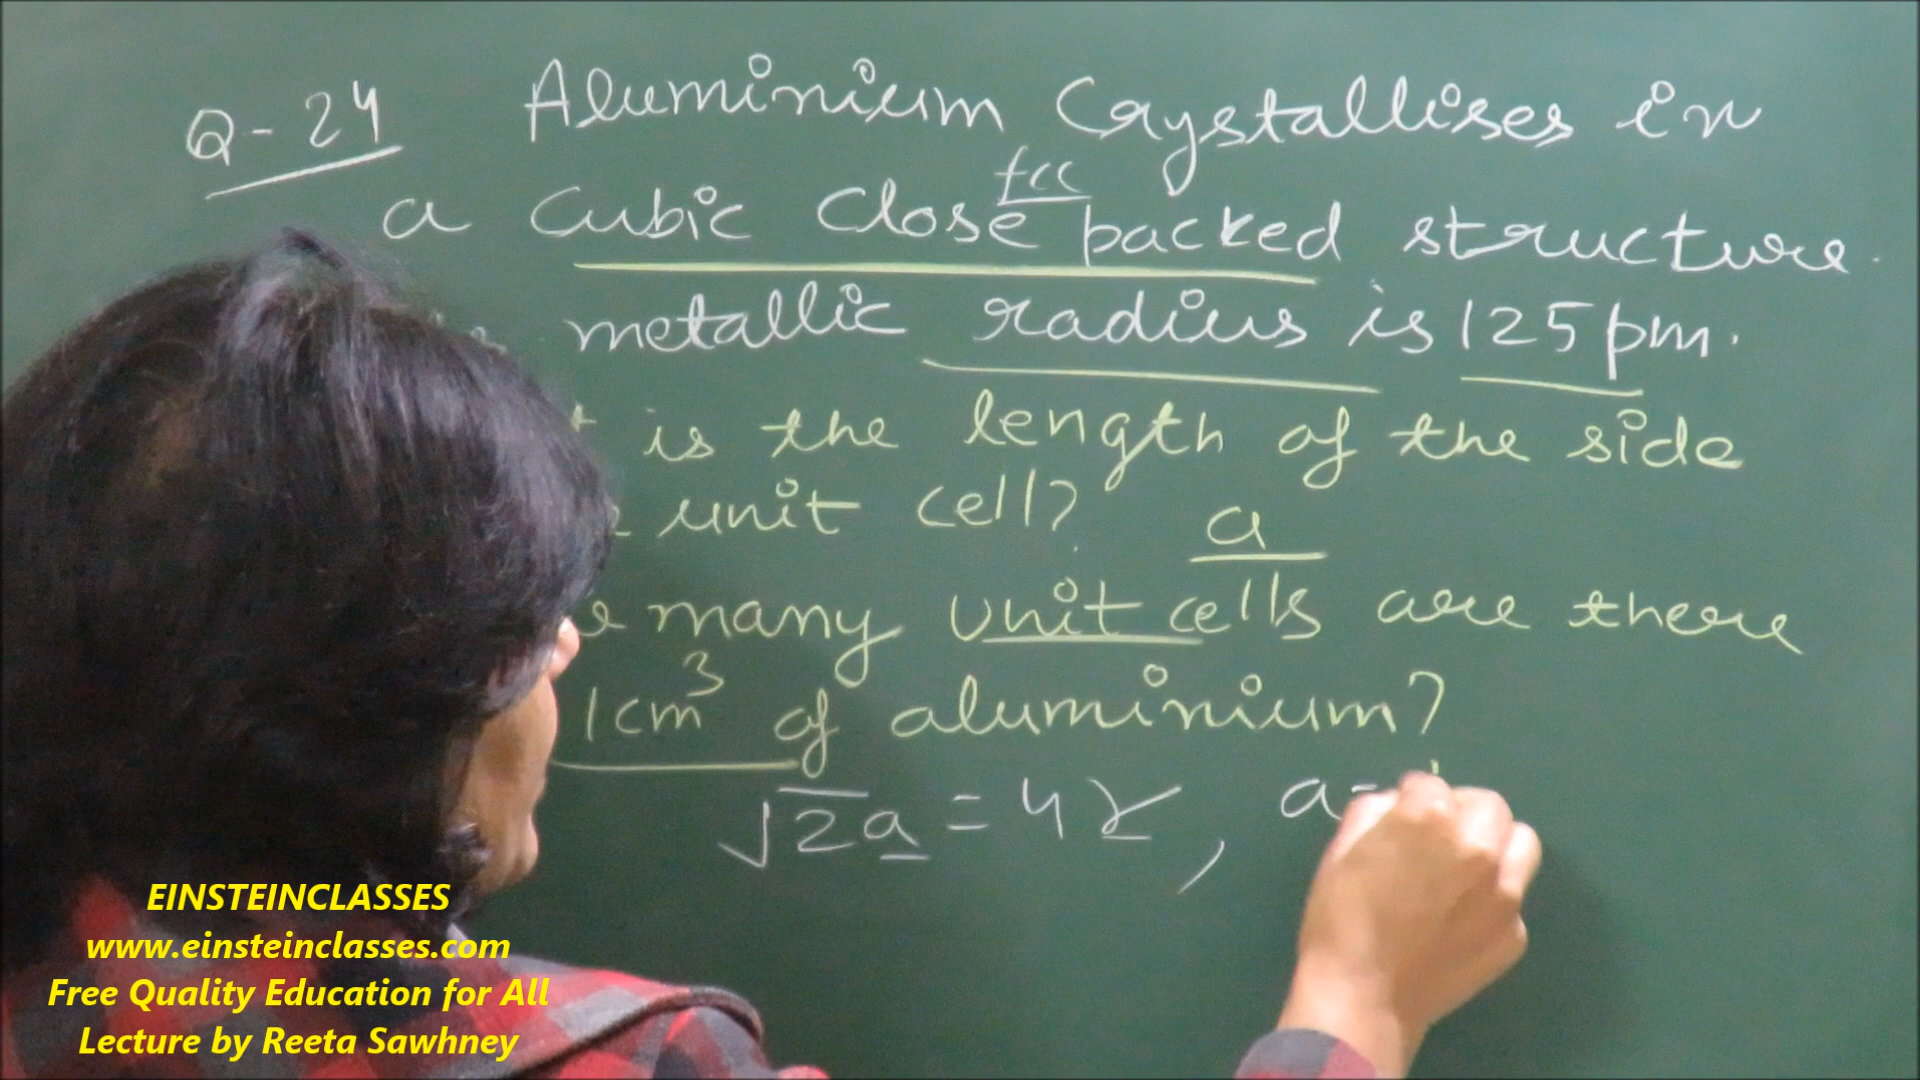 Q-24 Aluminium Crystallises in
fcc
a cubic close packed structure.
metallic radius is 125 pm.
is the length of the side
unit cell? a
many unit cells are there
1cm³ of aluminium?
√2a = 4r, a=
EINSTEINCLASSES
www.einsteinclasses.com
Free Quality Education for All
Lecture by Reeta Sawhney